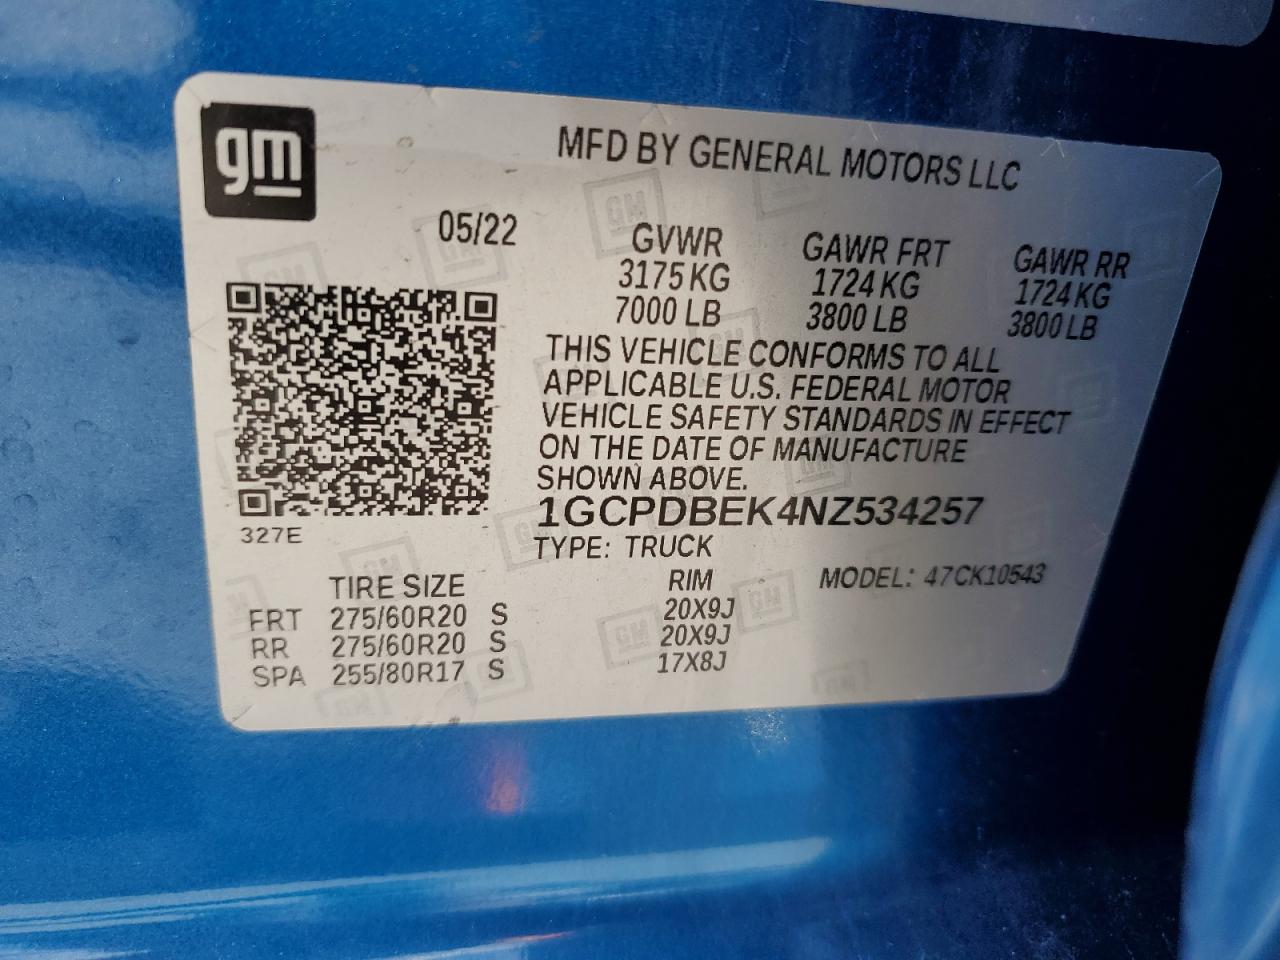 gm
MFD BY GENERAL MOTORS LLC
05/22
GVWR GAWR FRT GAWR RR
3175 KG 1724 KG 1724 KG
7000 LB 3800 LB 3800 LB
THIS VEHICLE CONFORMS TO ALL
APPLICABLE U.S. FEDERAL MOTOR
VEHICLE SAFETY STANDARDS IN EFFECT
ON THE DATE OF MANUFACTURE
SHOWN ABOVE.
1GCPDBEK4NZ534257
327E
TYPE: TRUCK
TIRE SIZE RIM MODEL: 47CK10543
FRT 275/60R20 S 20X9J
RR 275/60R20 S 20X9J
SPA 255/80R17 S 17X8J